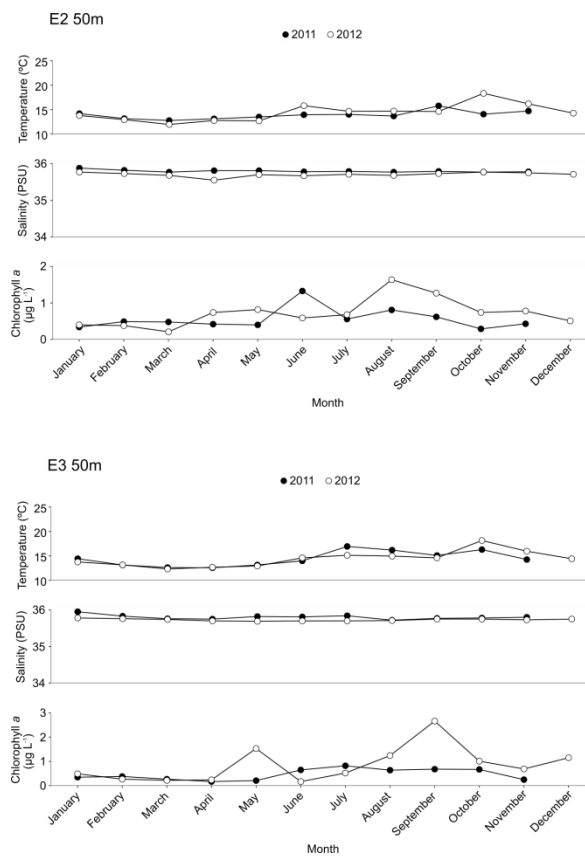 E2 50m
2011 2012
Temperature (ºC)
25
20
15
10
Salinity (PSU)
36
35
34
Chlorophyll a
(µg L⁻¹)
2
1
0
January February March April May June July August September October November December
Month
E3 50m
2011 2012
Temperature (ºC)
25
20
15
10
Salinity (PSU)
36
35
34
Chlorophyll a
(µg L⁻¹)
3
2
1
0
January February March April May June July August September October November December
Month